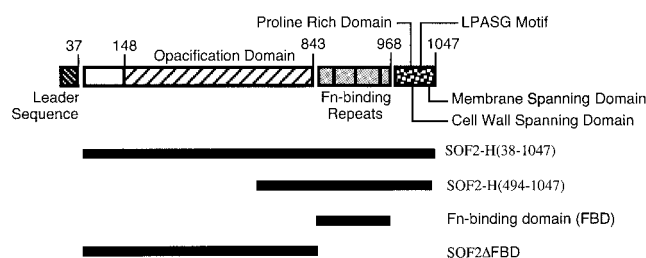 Proline Rich Domain
LPASG Motif
37
148
Opacification Domain
843
968
1047
Leader
Sequence
Fn-binding
Repeats
Membrane Spanning Domain
Cell Wall Spanning Domain
SOF2-H(38-1047)
SOF2-H(494-1047)
Fn-binding domain (FBD)
SOF2ΔFBD